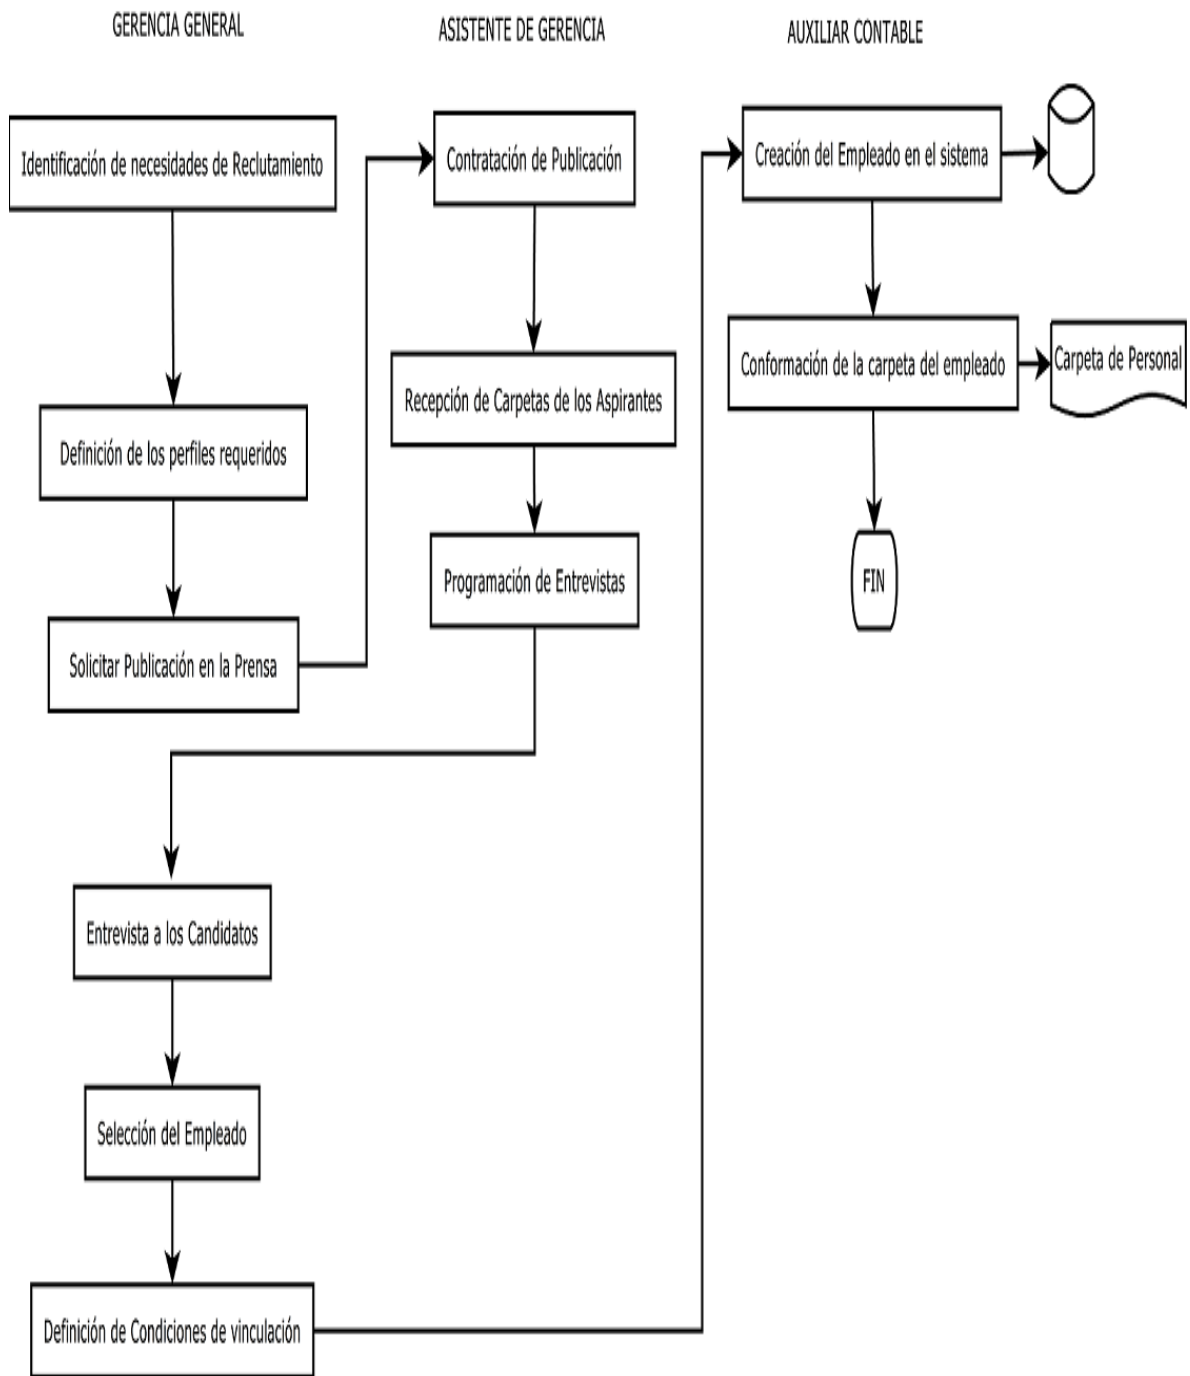 GERENCIA GENERAL
ASISTENTE DE GERENCIA
AUXILIAR CONTABLE
Identificación de necesidades de Reclutamiento
Definición de los perfiles requeridos
Solicitar Publicación en la Prensa
Contratación de Publicación
Recepción de Carpetas de los Aspirantes
Programación de Entrevistas
Entrevista a los Candidatos
Selección del Empleado
Definición de Condiciones de vinculación
Creación del Empleado en el sistema
Conformación de la carpeta del empleado
Carpeta de Personal
FIN